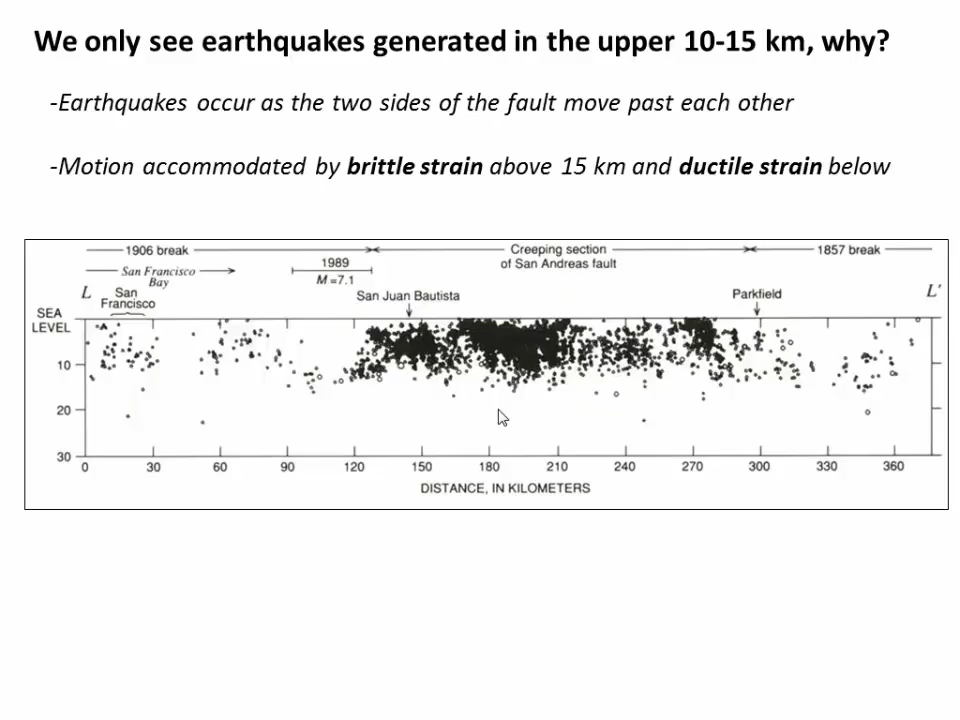 We only see earthquakes generated in the upper 10-15 km, why?
-Earthquakes occur as the two sides of the fault move past each other
-Motion accommodated by brittle strain above 15 km and ductile strain below
1906 break
Creeping section
of San Andreas fault
1857 break
San Francisco
Bay
1989
M=7.1
L
San
Francisco
San Juan Bautista
Parkfield
L'
SEA
LEVEL
10
20
30
0 30 60 90 120 150 180 210 240 270 300 330 360
DISTANCE, IN KILOMETERS